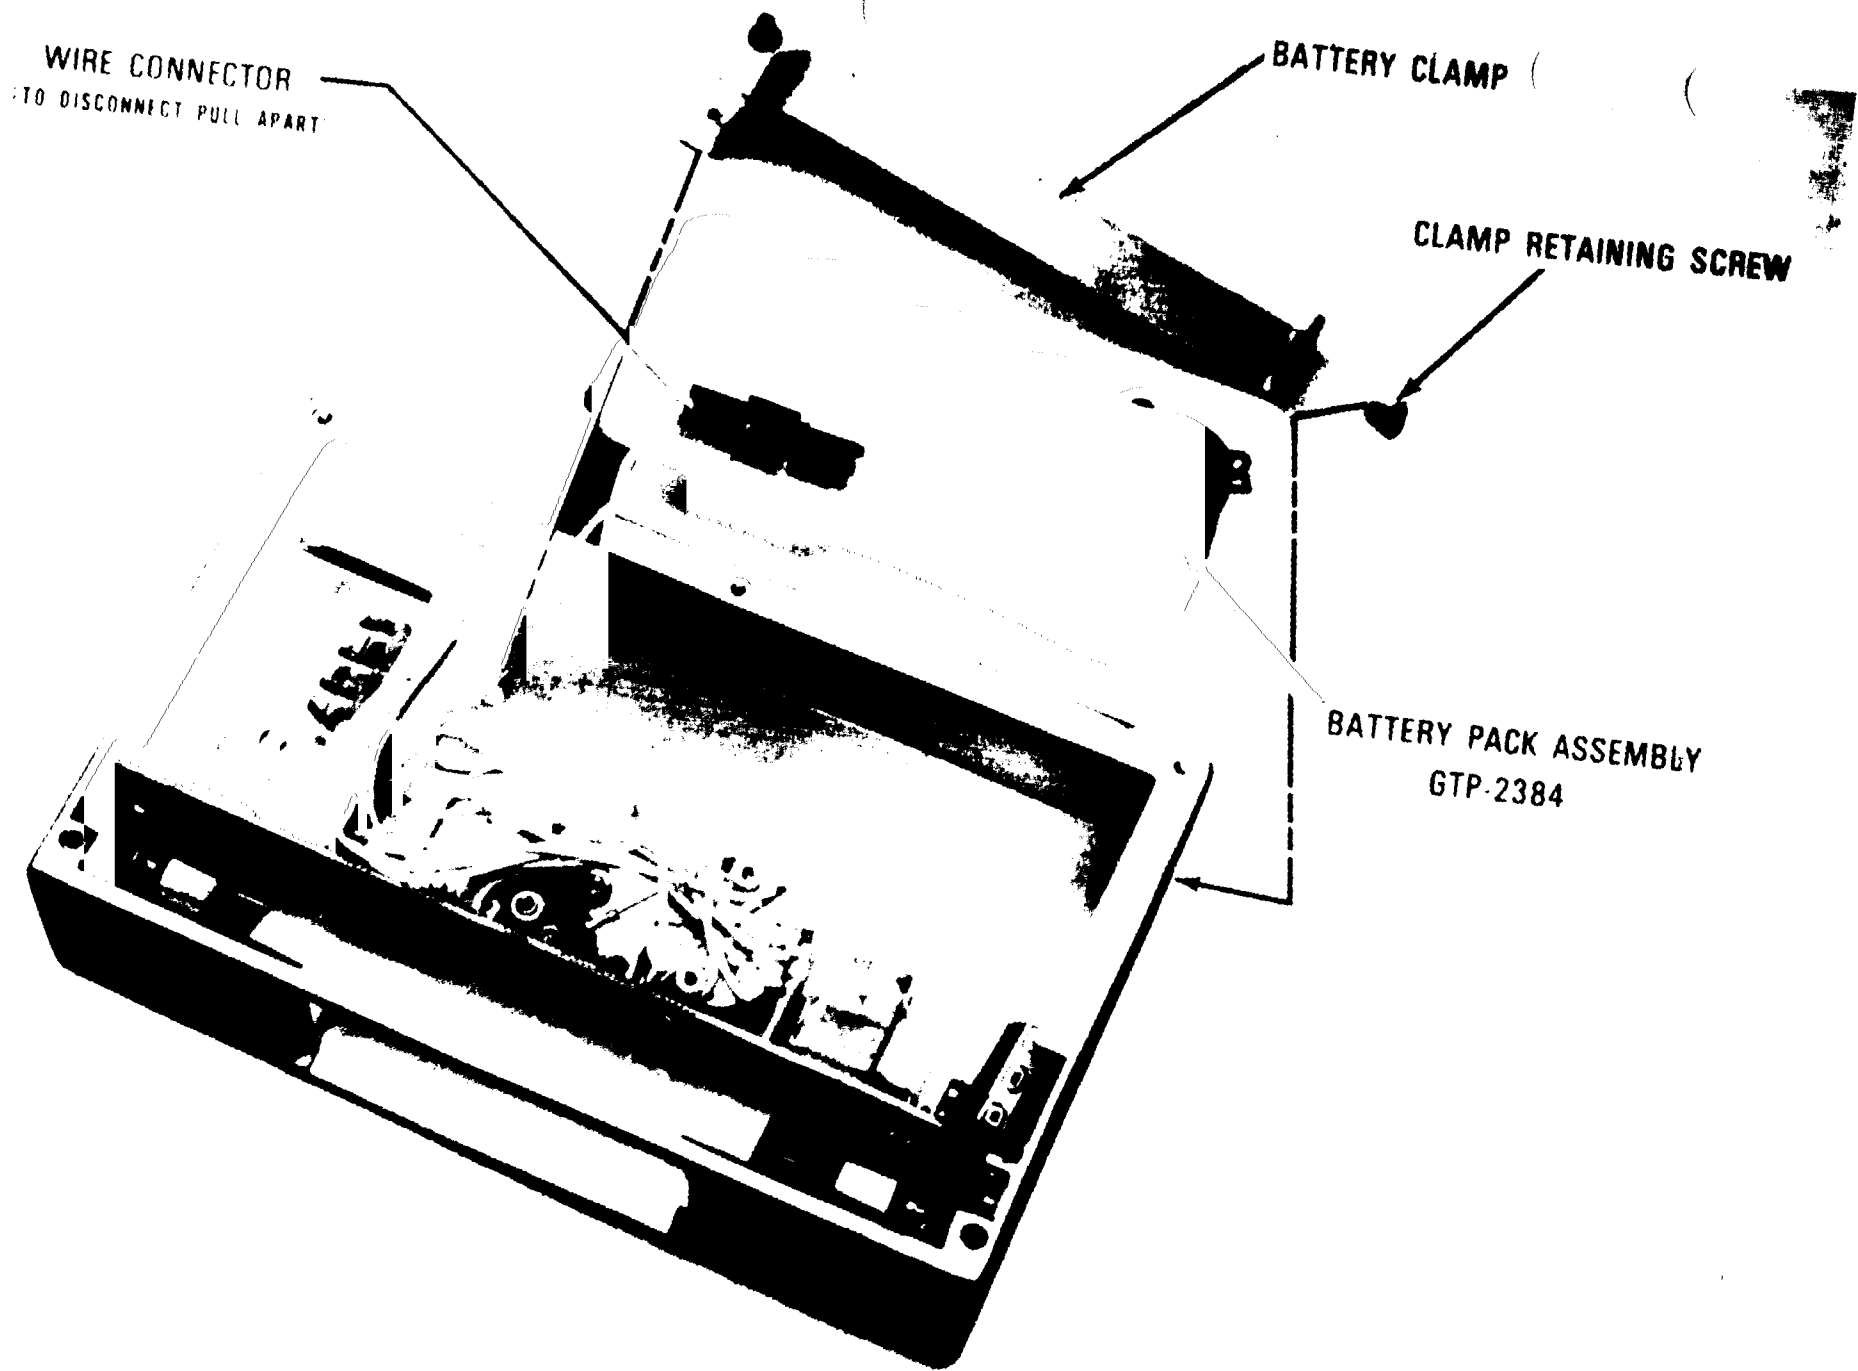 WIRE CONNECTOR
TO DISCONNECT PULL APART
BATTERY CLAMP
CLAMP RETAINING SCREW
BATTERY PACK ASSEMBLY
GTP-2384